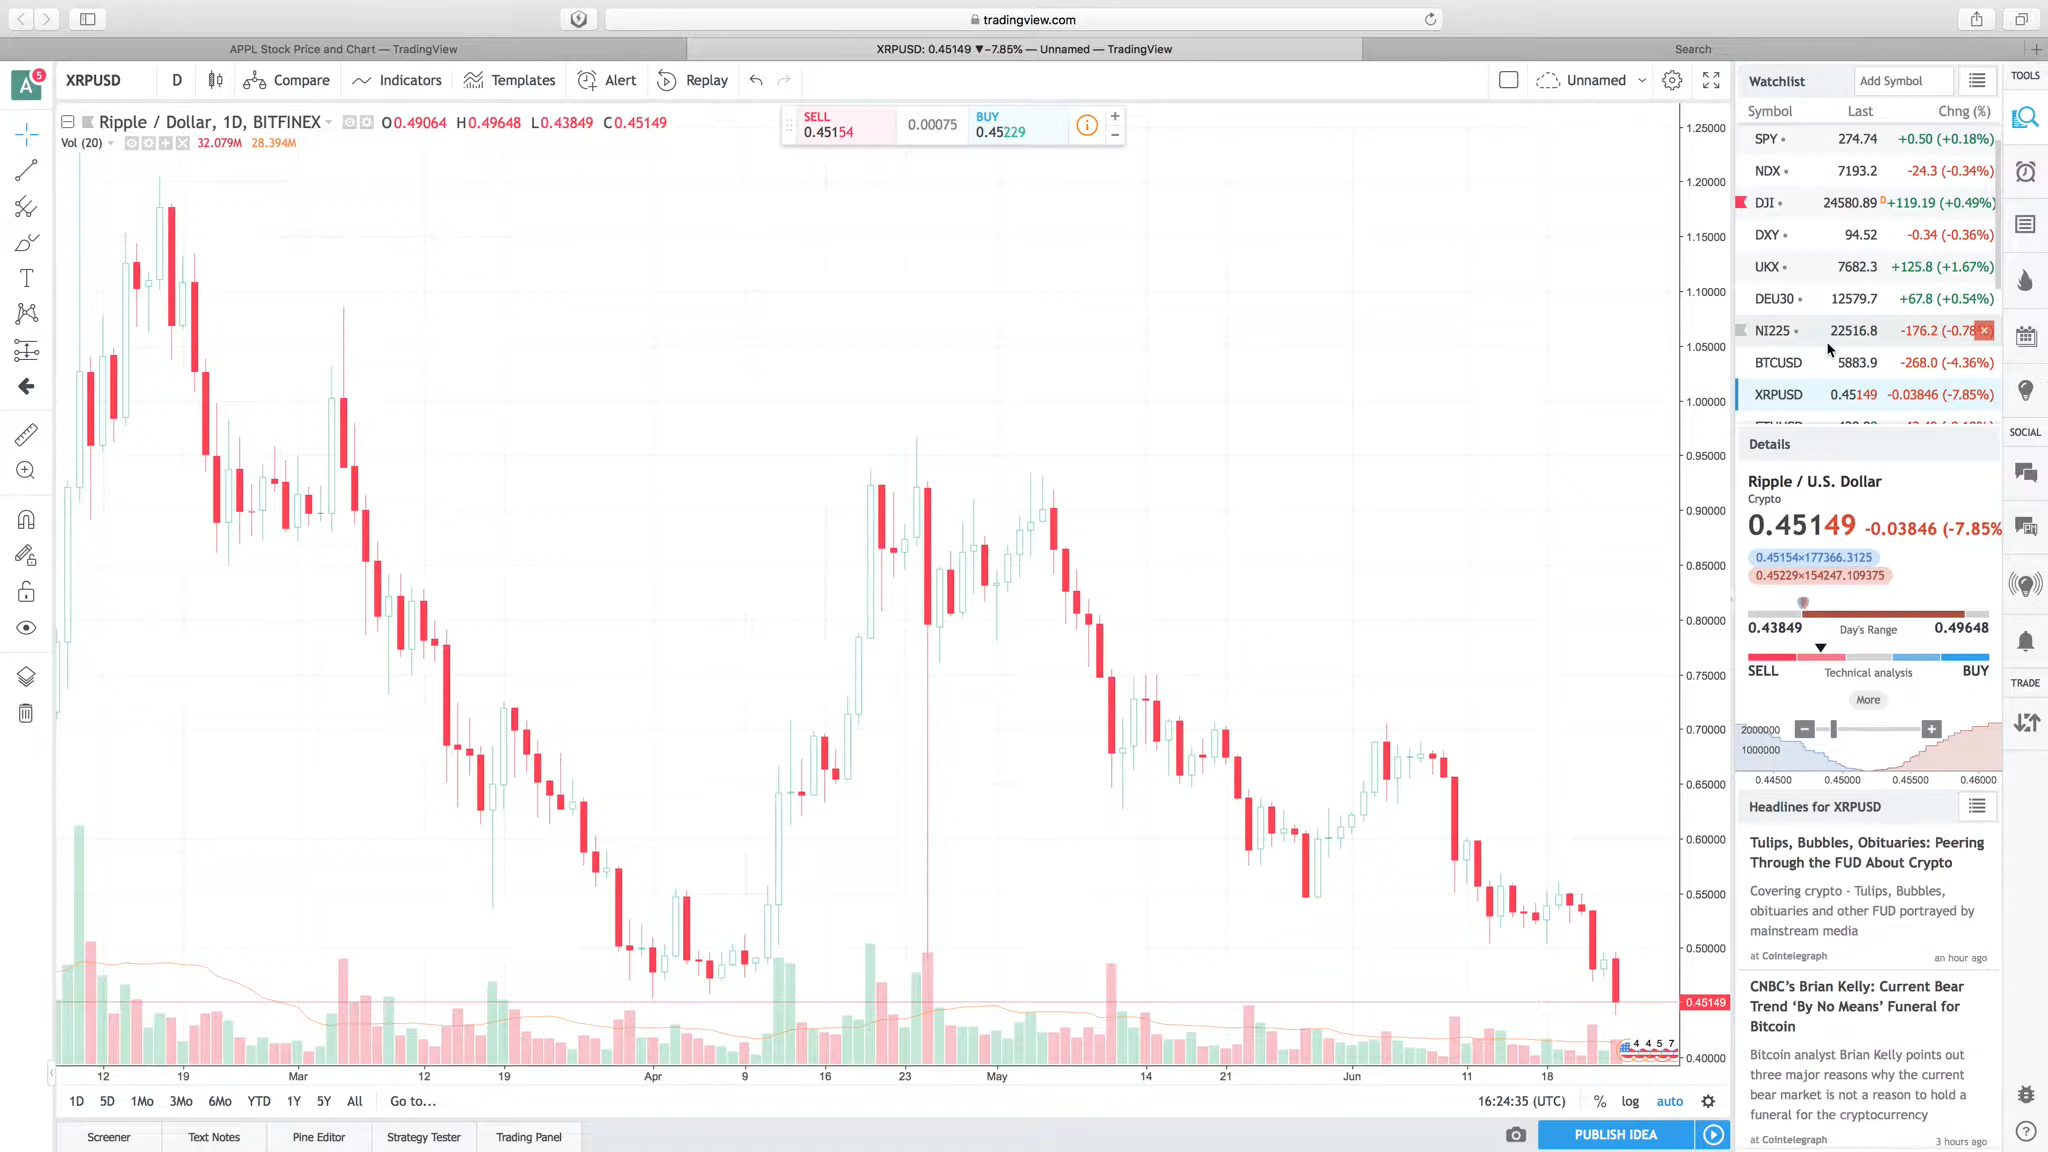 tradingview.com
APPL Stock Price and Chart — TradingView
XRPUSD: 0.45149 ▼−7.85% — Unnamed — TradingView
Search
A 5
XRPUSD D Compare Indicators Templates Alert Replay Unnamed
Ripple / Dollar, 1D, BITFINEX O0.49064 H0.49648 L0.43849 C0.45149
Vol (20) 32.079M 28.394M
SELL
0.45154
0.00075
BUY
0.45229
1.25000
1.20000
1.15000
1.10000
1.05000
1.00000
0.95000
0.90000
0.85000
0.80000
0.75000
0.70000
0.65000
0.60000
0.55000
0.50000
0.45149
0.40000
4 4 5 7
12 19 Mar 12 19 Apr 9 16 23 May 14 21 Jun 11 18
1D 5D 1Mo 3Mo 6Mo YTD 1Y 5Y All Go to... 16:24:35 (UTC) % log auto
Screener Text Notes Pine Editor Strategy Tester Trading Panel PUBLISH IDEA
Watchlist Add Symbol
Symbol Last Chng (%)
SPY 274.74 +0.50 (+0.18%)
NDX 7193.2 -24.3 (-0.34%)
DJI 24580.89 D +119.19 (+0.49%)
DXY 94.52 -0.34 (-0.36%)
UKX 7682.3 +125.8 (+1.67%)
DEU30 12579.7 +67.8 (+0.54%)
NI225 22516.8 -176.2 (-0.78
BTCUSD 5883.9 -268.0 (-4.36%)
XRPUSD 0.45149 -0.03846 (-7.85%)
Details
Ripple / U.S. Dollar
Crypto
0.45149 -0.03846 (-7.85%
0.45154×177366.3125
0.45229×154247.109375
0.43849 Day's Range 0.49648
SELL Technical analysis BUY
More
2000000
1000000
0.44500 0.45000 0.45500 0.46000
Headlines for XRPUSD
Tulips, Bubbles, Obituaries: Peering
Through the FUD About Crypto
Covering crypto - Tulips, Bubbles,
obituaries and other FUD portrayed by
mainstream media
at Cointelegraph an hour ago
CNBC’s Brian Kelly: Current Bear
Trend ‘By No Means’ Funeral for
Bitcoin
Bitcoin analyst Brian Kelly points out
three major reasons why the current
bear market is not a reason to hold a
funeral for the cryptocurrency
at Cointelegraph 3 hours ago
TOOLS
SOCIAL
TRADE